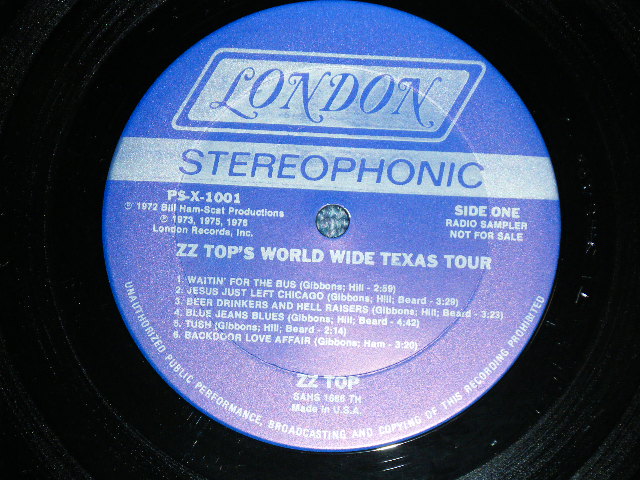 LONDON
STEREOPHONIC
PS-X-1001
℗ 1972 Bill Ham-Scat Productions
℗ 1973, 1975, 1976
London Records, Inc.
SIDE ONE
RADIO SAMPLER
NOT FOR SALE
ZZ TOP'S WORLD WIDE TEXAS TOUR
1. WAITIN' FOR THE BUS (Gibbons; Hill - 2:59)
2. JESUS JUST LEFT CHICAGO (Gibbons; Hill; Beard - 3:29)
3. BEER DRINKERS AND HELL RAISERS (Gibbons; Hill; Beard - 3:23)
4. BLUE JEANS BLUES (Gibbons; Hill; Beard - 4:42)
5. TUSH (Gibbons; Hill; Beard - 2:14)
6. BACKDOOR LOVE AFFAIR (Gibbons; Ham - 3:20)
ZZ TOP
Made in U.S.A.
UNAUTHORIZED PUBLIC PERFORMANCE, BROADCASTING AND COPYING OF THIS RECORDING PROHIBITED